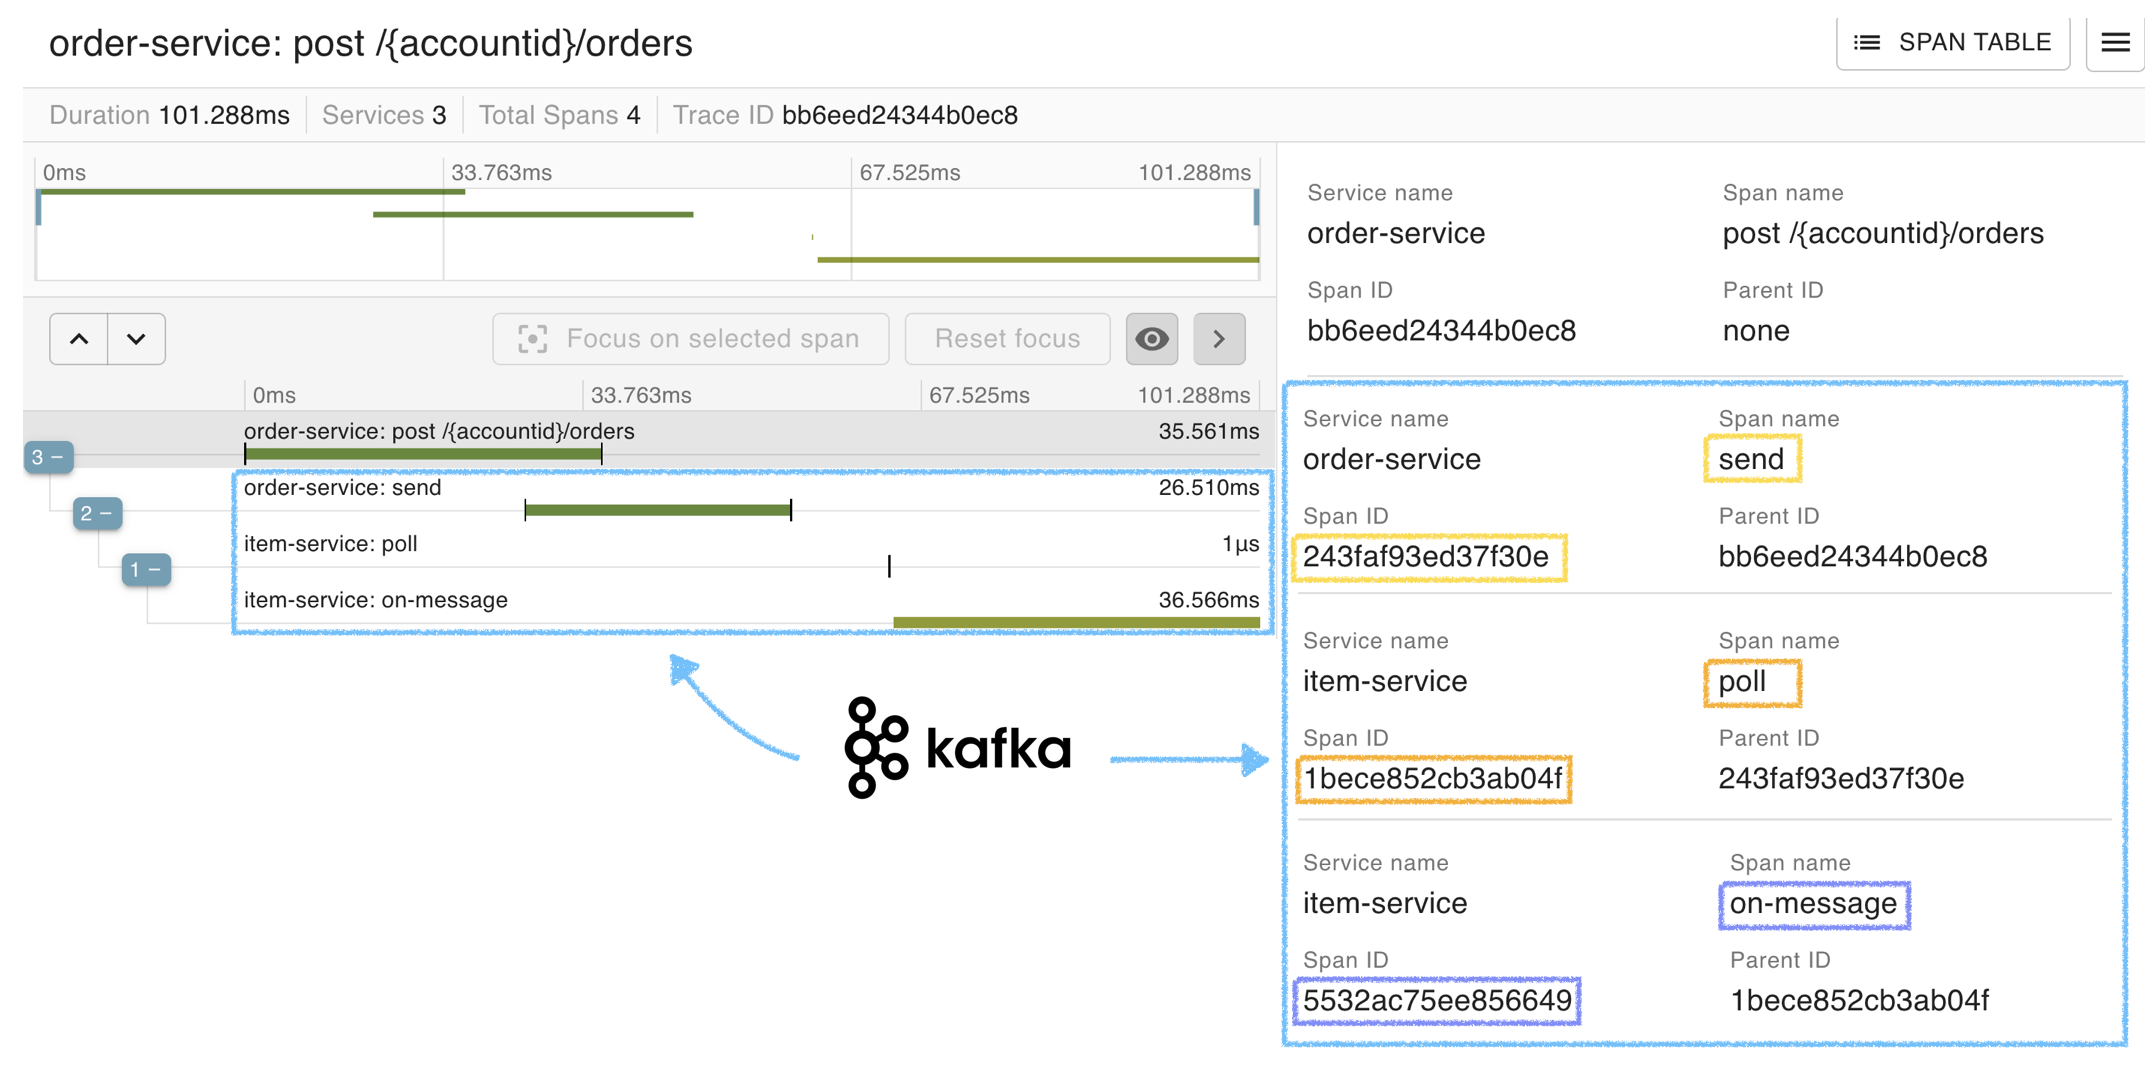 order-service: post /{accountid}/orders
SPAN TABLE
Duration 101.288ms Services 3 Total Spans 4 Trace ID bb6eed24344b0ec8
0ms 33.763ms 67.525ms 101.288ms
Focus on selected span Reset focus
0ms 33.763ms 67.525ms 101.288ms
order-service: post /{accountid}/orders 35.561ms
3 −
order-service: send 26.510ms
2 −
item-service: poll 1μs
1 −
item-service: on-message 36.566ms
kafka
Service name Span name
order-service post /{accountid}/orders
Span ID Parent ID
bb6eed24344b0ec8 none
Service name Span name
order-service send
Span ID Parent ID
243faf93ed37f30e bb6eed24344b0ec8
Service name Span name
item-service poll
Span ID Parent ID
1bece852cb3ab04f 243faf93ed37f30e
Service name Span name
item-service on-message
Span ID Parent ID
5532ac75ee856649 1bece852cb3ab04f